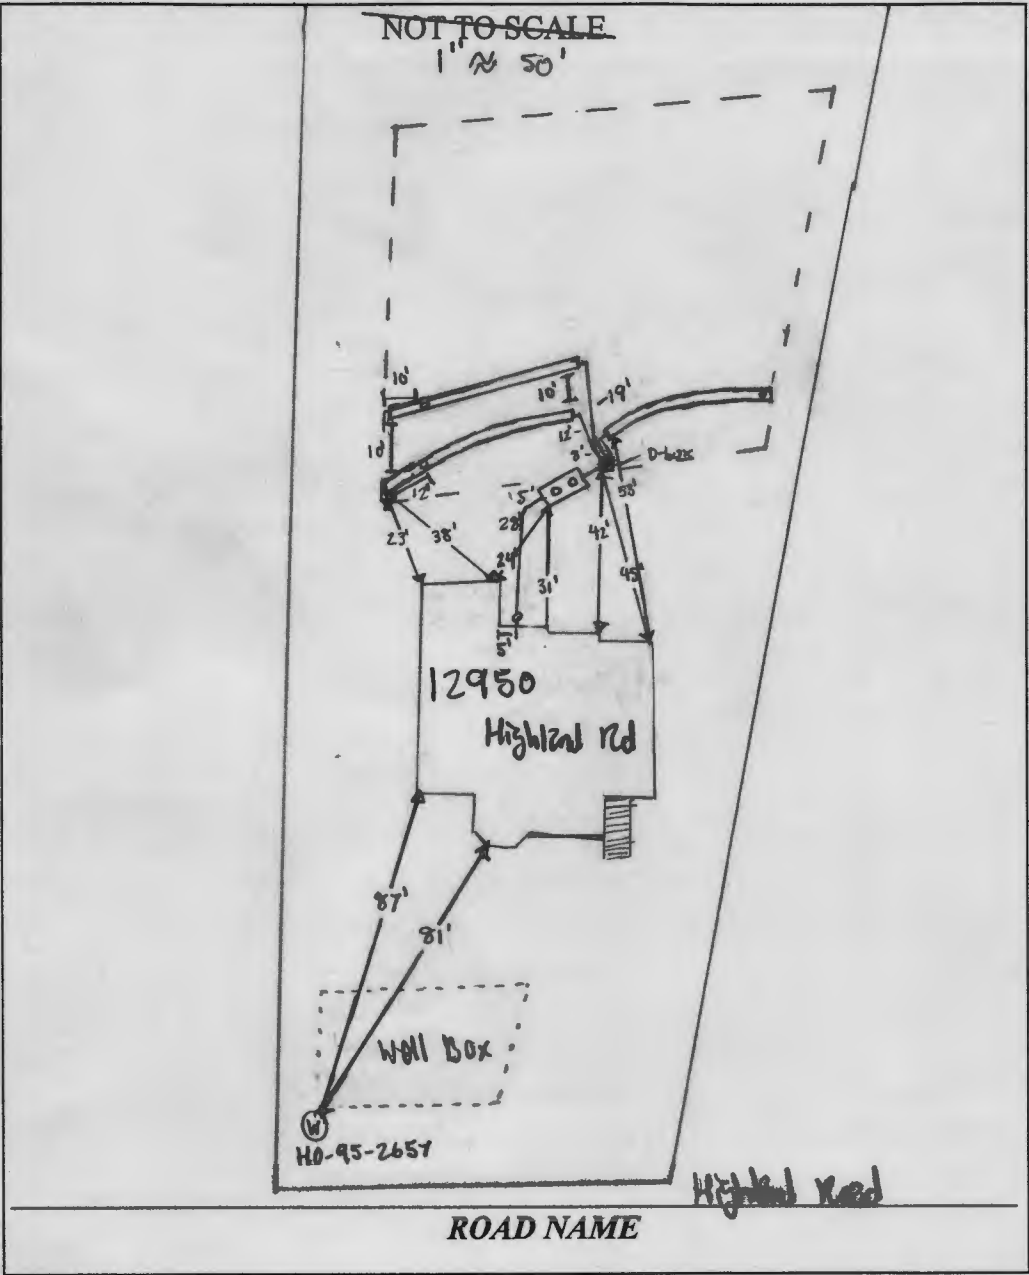 NOT TO SCALE
1" ≈ 50'
10'
10'
19'
12'
8'
D-box
10'
12'
5'
28'
53'
23'
38'
24'
42'
31'
45'
5'
12950
Highland Rd
87'
81'
Well Box
W
HO-95-2657
Highland Road
ROAD NAME